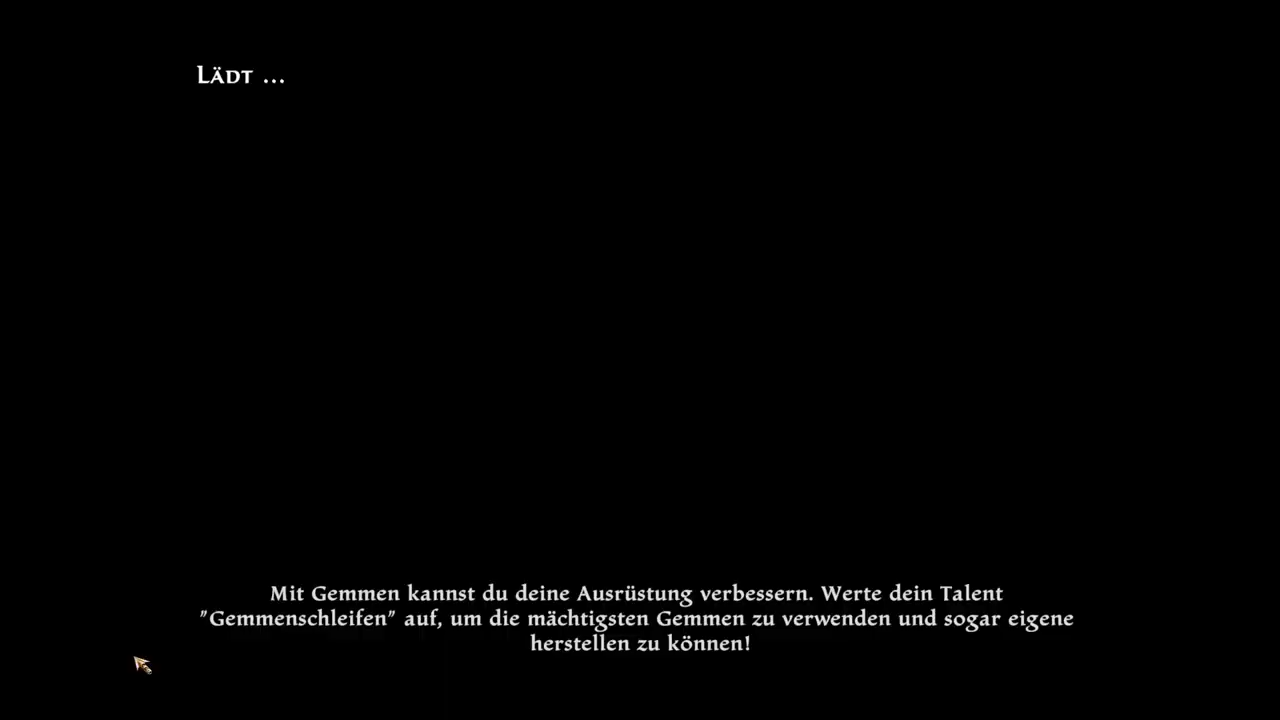 Lädt ...
Mit Gemmen kannst du deine Ausrüstung verbessern. Werte dein Talent
"Gemmenschleifen" auf, um die mächtigsten Gemmen zu verwenden und sogar eigene
herstellen zu können!